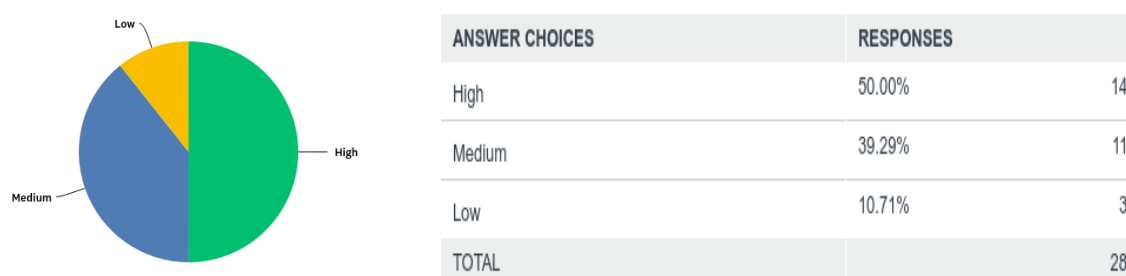 Low
High
Medium
ANSWER CHOICES RESPONSES
High 50.00% 14
Medium 39.29% 11
Low 10.71% 3
TOTAL 28